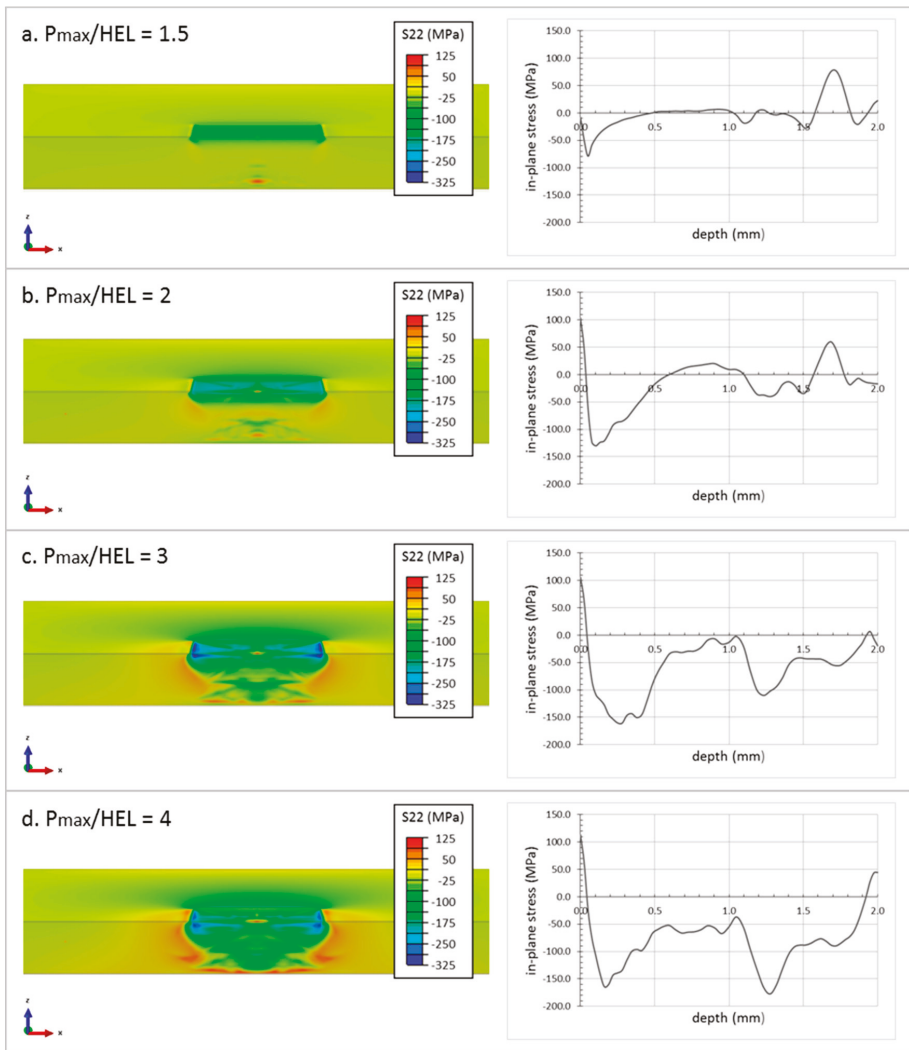 a. Pmax/HEL = 1.5
S22 (MPa)
125
50
-25
-100
-175
-250
-325
z
x
in-plane stress (MPa)
150.0
100.0
50.0
0.0
-50.0
-100.0
-150.0
-200.0
0.0 0.5 1.0 1.5 2.0
depth (mm)
b. Pmax/HEL = 2
S22 (MPa)
125
50
-25
-100
-175
-250
-325
z
x
in-plane stress (MPa)
150.0
100.0
50.0
0.0
-50.0
-100.0
-150.0
-200.0
0.0 0.5 1.0 1.5 2.0
depth (mm)
c. Pmax/HEL = 3
S22 (MPa)
125
50
-25
-100
-175
-250
-325
z
x
in-plane stress (MPa)
150.0
100.0
50.0
0.0
-50.0
-100.0
-150.0
-200.0
0.0 0.5 1.0 1.5 2.0
depth (mm)
d. Pmax/HEL = 4
S22 (MPa)
125
50
-25
-100
-175
-250
-325
z
x
in-plane stress (MPa)
150.0
100.0
50.0
0.0
-50.0
-100.0
-150.0
-200.0
0.0 0.5 1.0 1.5 2.0
depth (mm)